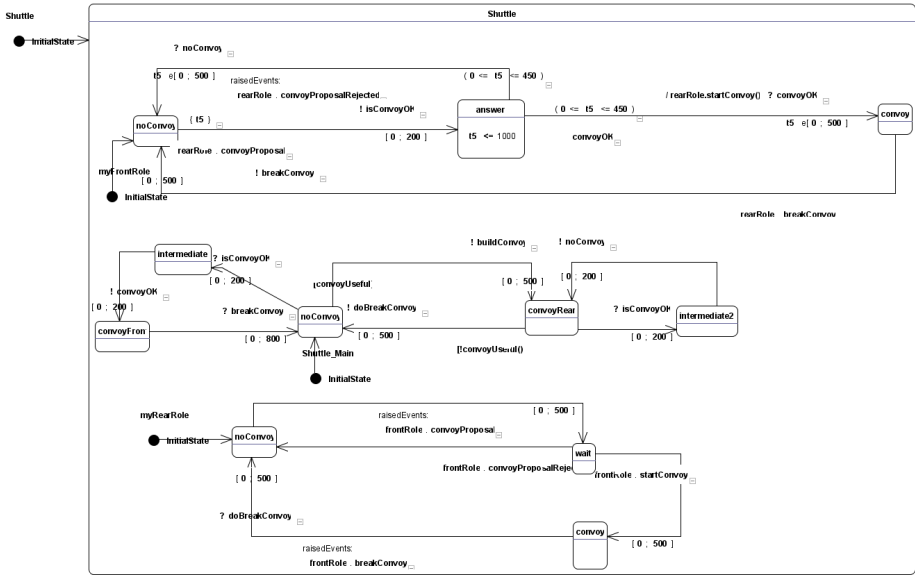 Shuttle
Shuttle
InitialState
? noConvoy
t5 e[ 0 ; 500 ]
raisedEvents:
rearRole . convoyProposalRejected...
( 0 <= t5 <= 450 )
/ rearRole.startConvoy() ? convoyOK
! isConvoyOK
answer
( 0 <= t5 <= 450 )
convoy
noConvoy
{ t5 }
[ 0 ; 200 ]
t5 <= 1000
convoyOK
t5 e[ 0 ; 500 ]
rearRole . convoyProposal
myFrontRole
[ 0 ; 500 ]
! breakConvoy
InitialState
rearRole . breakConvoy
intermediate
? isConvoyOK
! buildConvoy
! noConvoy
[ 0 ; 200 ]
[convoyUseful
[ 0 ; 500 ]
[ 0 ; 200 ]
! convoyOK
[ 0 ; 200 ]
? breakConvoy
noConvoy
! doBreakConvoy
convoyRear
? isConvoyOK
intermediate2
convoyFron
[ 0 ; 800 ]
[ 0 ; 500 ]
[ 0 ; 200 ]
Shuttle_Main
[!convoyUseful()
InitialState
myRearRole
raisedEvents:
[ 0 ; 500 ]
frontRole . convoyProposal
InitialState
noConvoy
wait
frontRole . convoyProposalRejec
frontRole . startConvoy
[ 0 ; 500 ]
? doBreakConvoy
convoy
[ 0 ; 500 ]
raisedEvents:
frontRole . breakConvoy